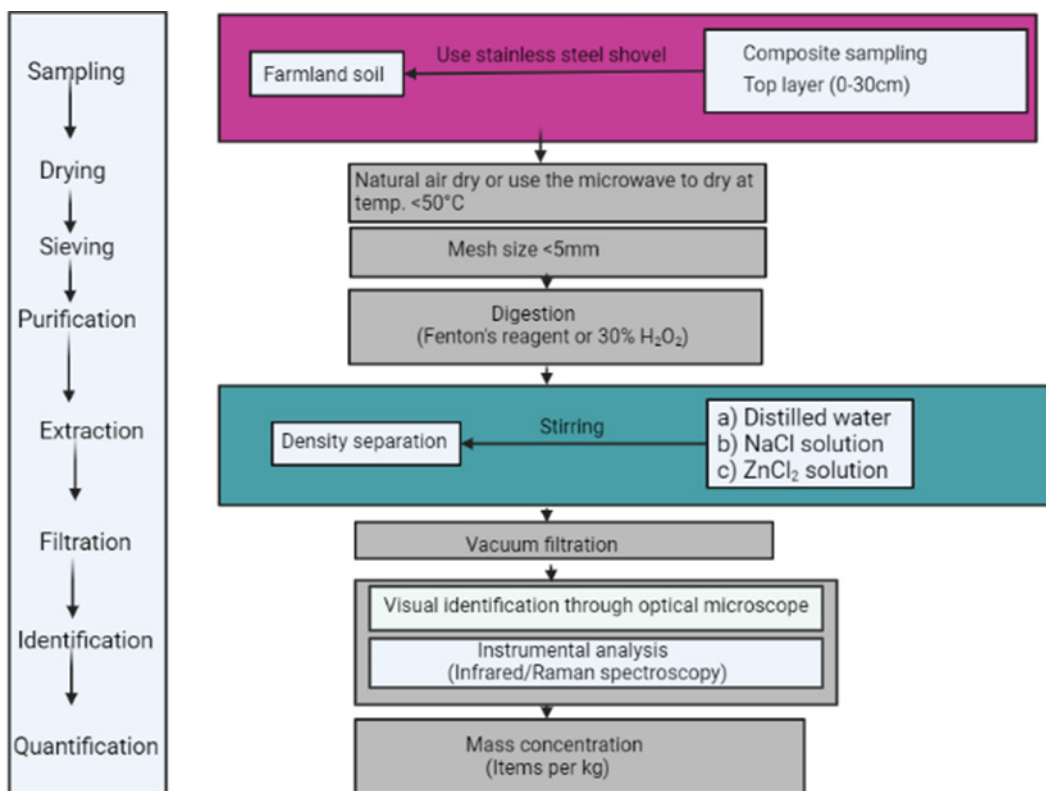 Sampling
Drying
Sieving
Purification
Extraction
Filtration
Identification
Quantification
Farmland soil
Use stainless steel shovel
Composite sampling
Top layer (0-30cm)
Natural air dry or use the microwave to dry at
temp. <50°C
Mesh size <5mm
Digestion
(Fenton's reagent or 30% H₂O₂)
Density separation
Stirring
a) Distilled water
b) NaCl solution
c) ZnCl₂ solution
Vacuum filtration
Visual identification through optical microscope
Instrumental analysis
(Infrared/Raman spectroscopy)
Mass concentration
(Items per kg)